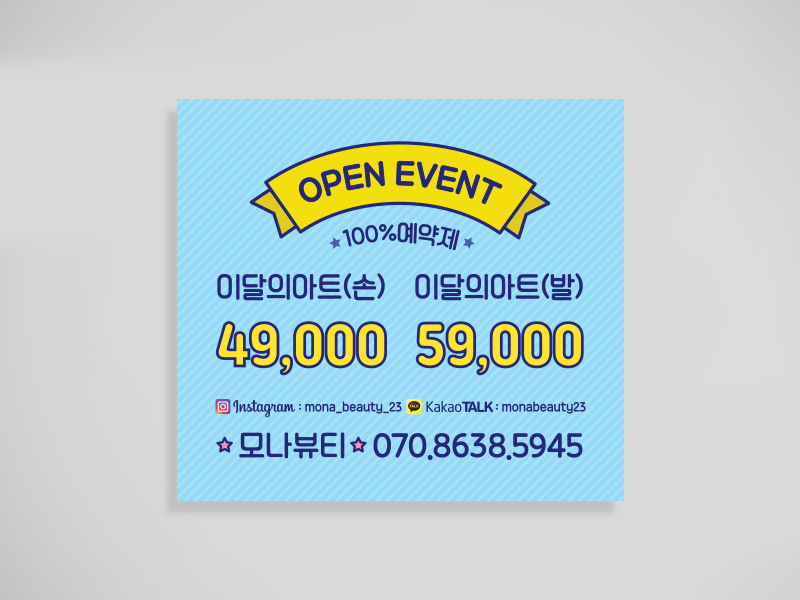 OPEN EVENT
100%예약제
이달의아트(손) 이달의아트(발)
49,000 59,000
Instagram : mona_beauty_23 TALK KakaoTALK : monabeauty23
모나뷰티 070.8638.5945